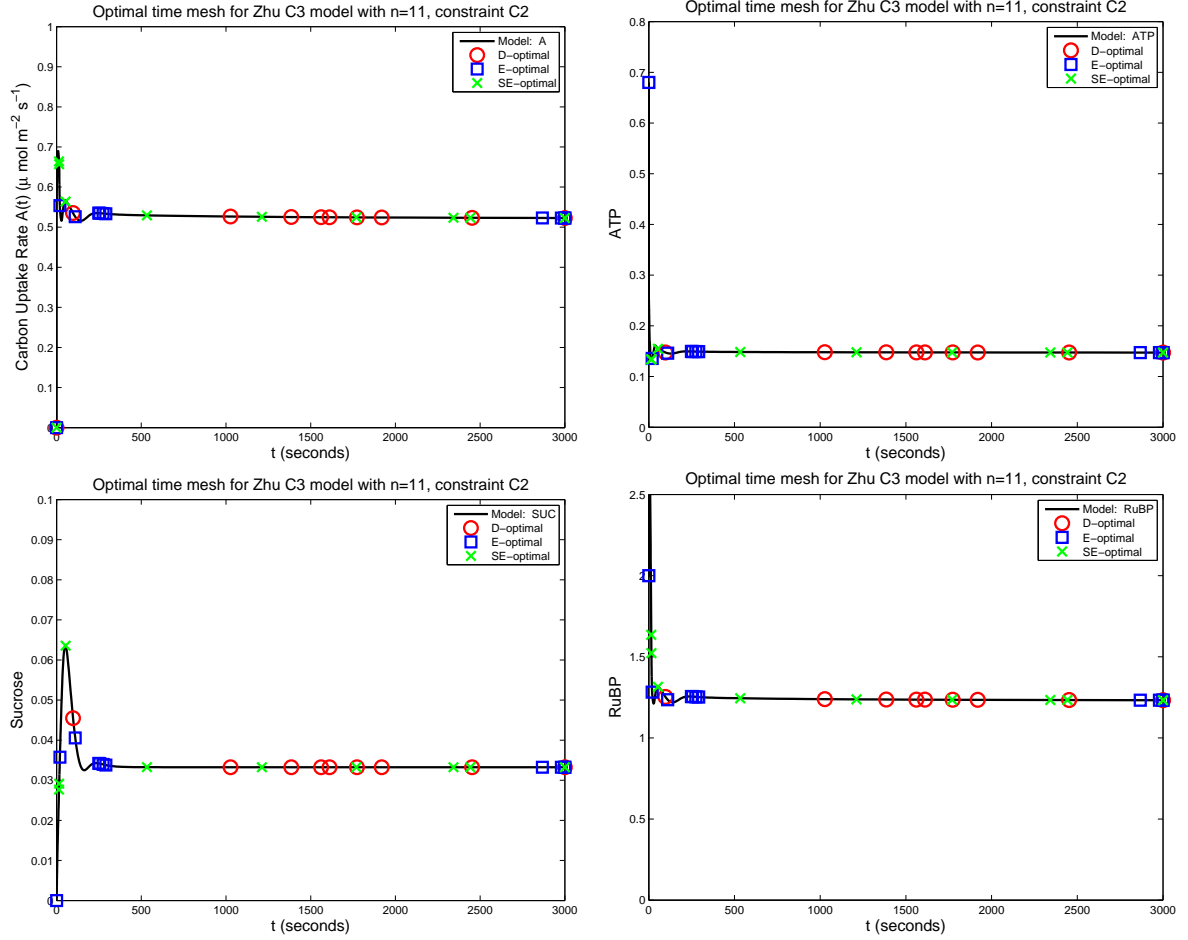 Optimal time mesh for Zhu C3 model with n=11, constraint C2
Model: A
D−optimal
E−optimal
SE−optimal
Carbon Uptake Rate A(t) (μ mol m−2 s−1)
1
0.9
0.8
0.7
0.6
0.5
0.4
0.3
0.2
0.1
0
0 500 1000 1500 2000 2500 3000
t (seconds)
Optimal time mesh for Zhu C3 model with n=11, constraint C2
Model: ATP
D−optimal
E−optimal
SE−optimal
ATP
0.8
0.7
0.6
0.5
0.4
0.3
0.2
0.1
0
0 500 1000 1500 2000 2500 3000
t (seconds)
Optimal time mesh for Zhu C3 model with n=11, constraint C2
Model: SUC
D−optimal
E−optimal
SE−optimal
Sucrose
0.1
0.09
0.08
0.07
0.06
0.05
0.04
0.03
0.02
0.01
0
0 500 1000 1500 2000 2500 3000
t (seconds)
Optimal time mesh for Zhu C3 model with n=11, constraint C2
Model: RuBP
D−optimal
E−optimal
SE−optimal
RuBP
2.5
2
1.5
1
0.5
0
0 500 1000 1500 2000 2500 3000
t (seconds)